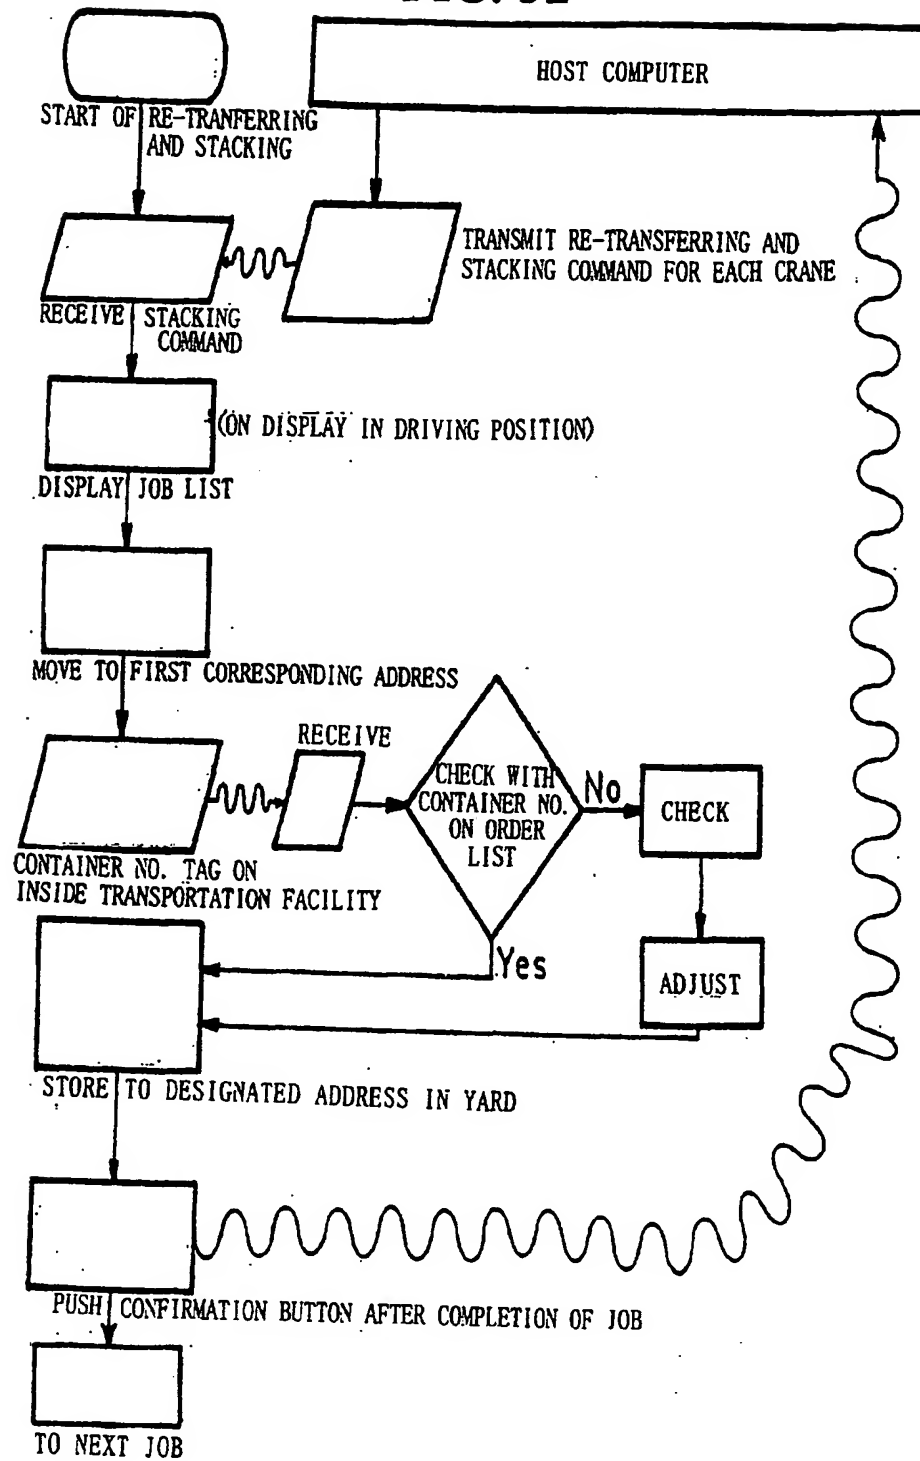 HOST COMPUTER
START OF RE-TRANFERRING
AND STACKING
TRANSMIT RE-TRANSFERRING AND
STACKING COMMAND FOR EACH CRANE
RECEIVE STACKING
COMMAND
(ON DISPLAY IN DRIVING POSITION)
DISPLAY JOB LIST
MOVE TO FIRST CORRESPONDING ADDRESS
RECEIVE
CHECK WITH
CONTAINER NO.
ON ORDER
LIST
No
CHECK
CONTAINER NO. TAG ON
INSIDE TRANSPORTATION FACILITY
Yes
ADJUST
STORE TO DESIGNATED ADDRESS IN YARD
PUSH CONFIRMATION BUTTON AFTER COMPLETION OF JOB
TO NEXT JOB